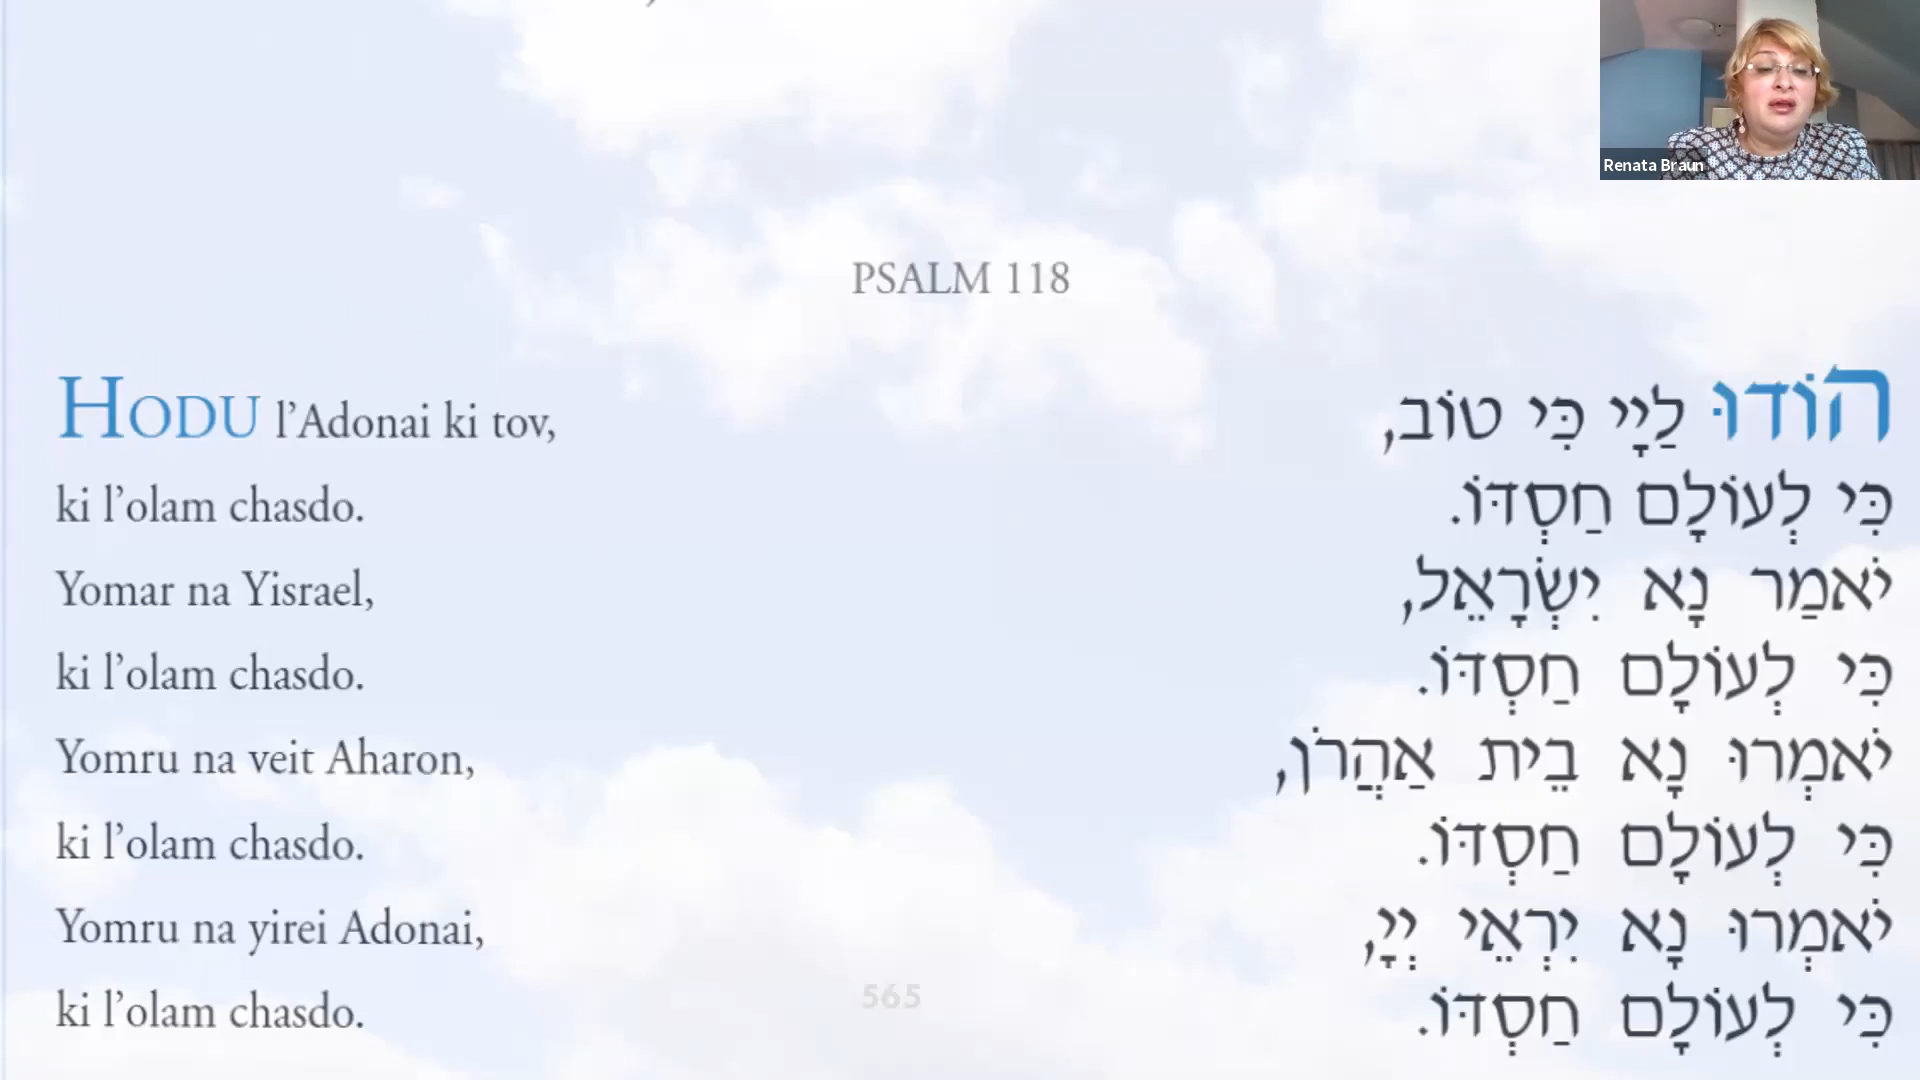 Renata Braun
PSALM 118
HODU l’Adonai ki tov,
ki l’olam chasdo.
Yomar na Yisrael,
ki l’olam chasdo.
Yomru na veit Aharon,
ki l’olam chasdo.
Yomru na yirei Adonai,
ki l’olam chasdo.
הוֹדוּ לַיְיָ כִּי טוֹב,
כִּי לְעוֹלָם חַסְדּוֹ.
יֹאמַר נָא יִשְׂרָאֵל,
כִּי לְעוֹלָם חַסְדּוֹ.
יֹאמְרוּ נָא בֵית אַהֲרֹן,
כִּי לְעוֹלָם חַסְדּוֹ.
יֹאמְרוּ נָא יִרְאֵי יְיָ,
כִּי לְעוֹלָם חַסְדּוֹ.
565